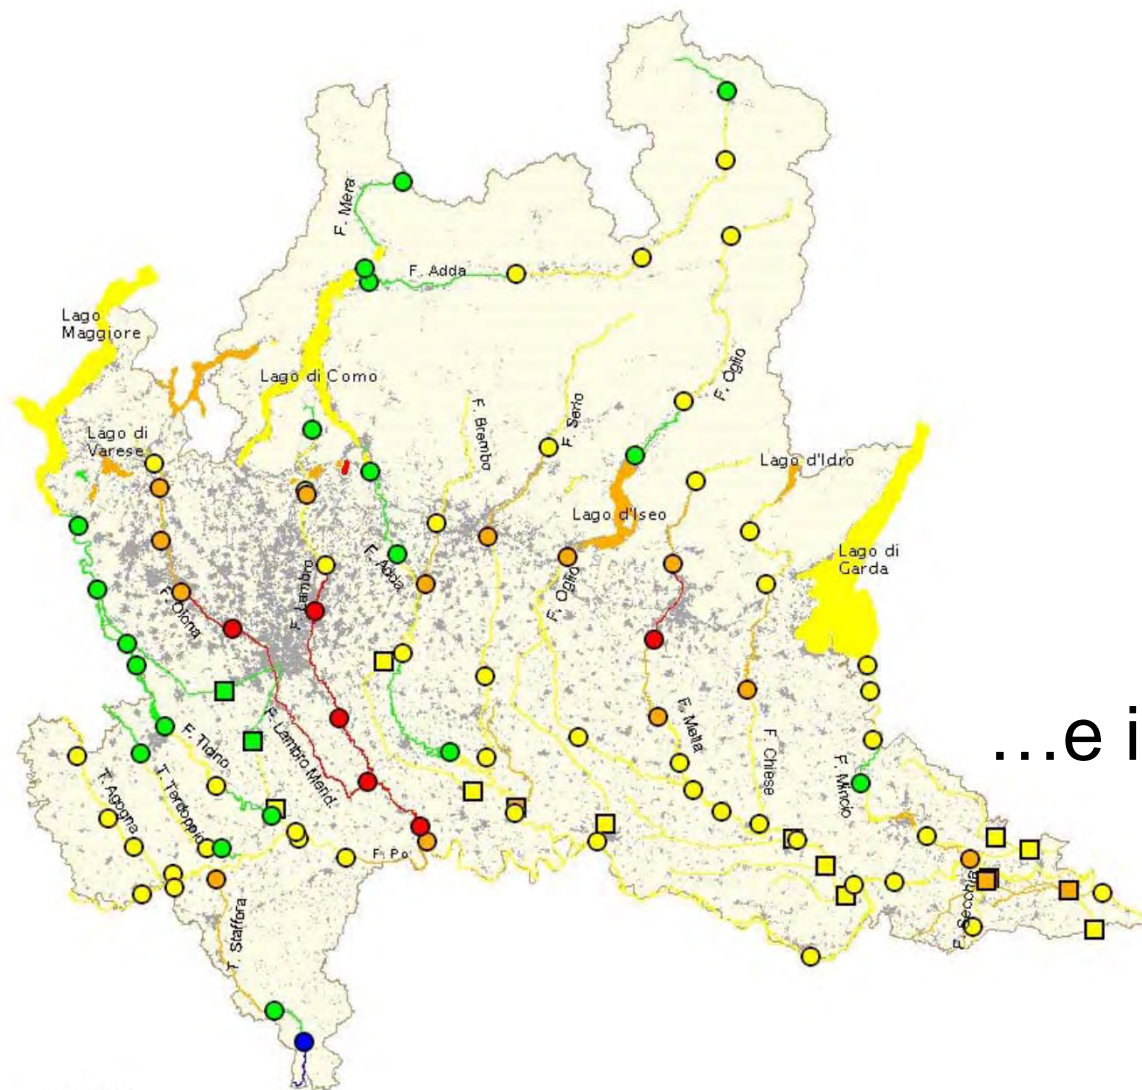 F. Mera
F. Adda
Lago
Maggiore
Lago di Como
F. Oglio
F. Serio
F. Brembo
Lago di
Varese
Lago d'Idro
Lago d'Iseo
Lago di
Garda
F. Adda
F. Lambro
F. Oglio
F. Olona
F. Lambro Merid.
F. Ticino
F. Mella
F. Chiese
F. Mincio
...e i
T. Agogna
T. Terdoppio
F. Po
F. Secchia
T. Staffora